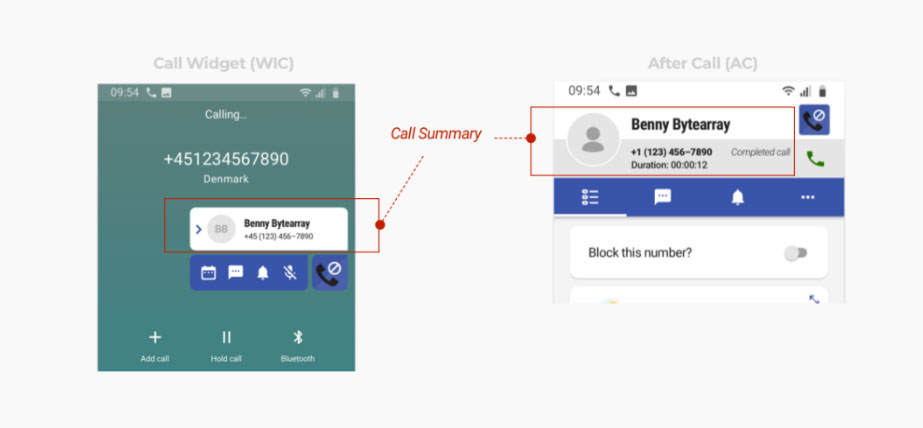 Call Widget (WIC)
After Call (AC)
Call Summary
09:54
Calling...
+451234567890
Denmark
BB
Benny Bytearray
+45 (123) 456–7890
Add call
Hold call
Bluetooth
09:54
Benny Bytearray
+1 (123) 456–7890
Completed call
Duration: 00:00:12
Block this number?